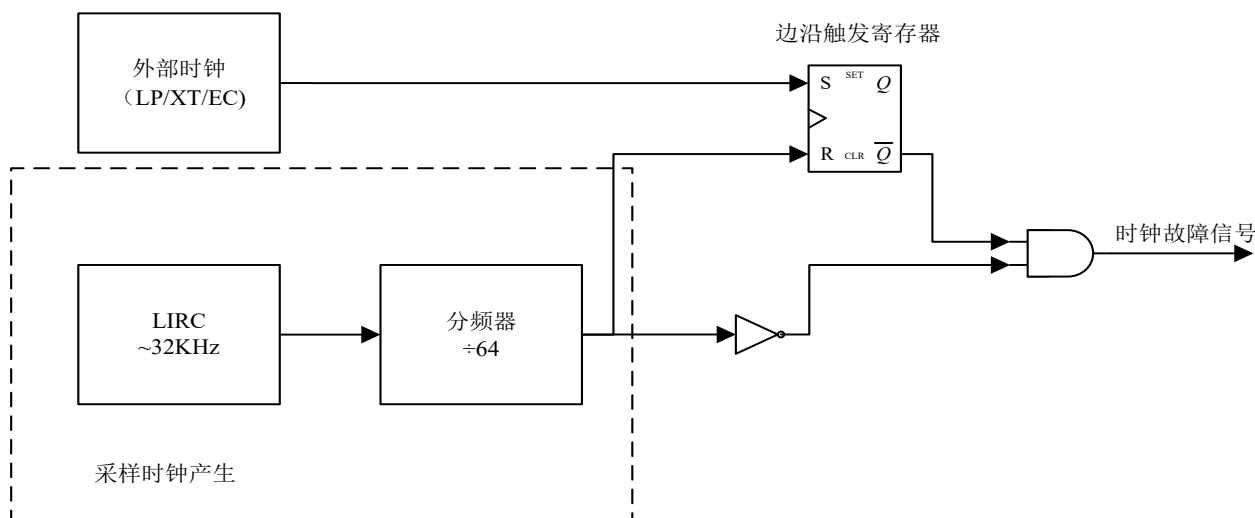 边沿触发寄存器
外部时钟
（LP/XT/EC)
S SET Q
R CLR Q
时钟故障信号
LIRC
~32KHz
分频器
÷64
采样时钟产生